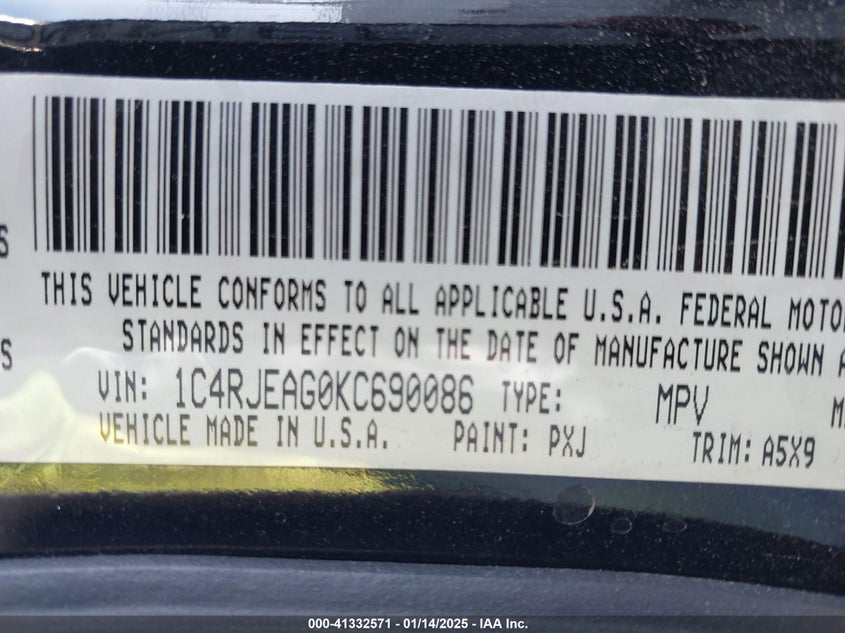 S
THIS VEHICLE CONFORMS TO ALL APPLICABLE U.S.A. FEDERAL MOTO
STANDARDS IN EFFECT ON THE DATE OF MANUFACTURE SHOWN A
S
VIN: 1C4RJEAG0KC690086 TYPE: MPV M
VEHICLE MADE IN U.S.A. PAINT: PXJ TRIM: A5X9
000-41332571 | 01/14/2025 - IAA Inc.